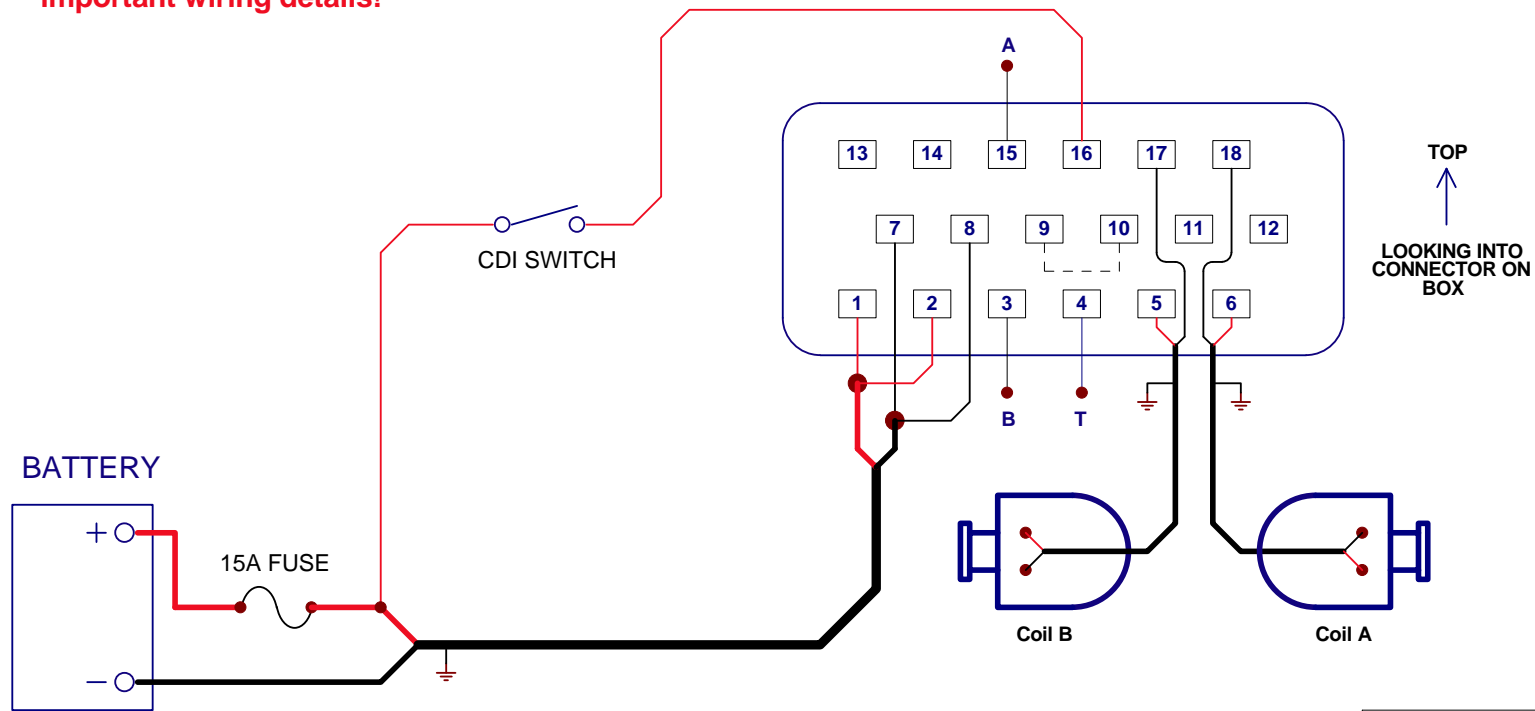 important wiring details!
A
13 14 15 16 17 18
TOP
7 8 9 10 11 12
CDI SWITCH
LOOKING INTO
CONNECTOR ON
BOX
1 2 3 4 5 6
B T
BATTERY
+
15A FUSE
−
Coil B
Coil A